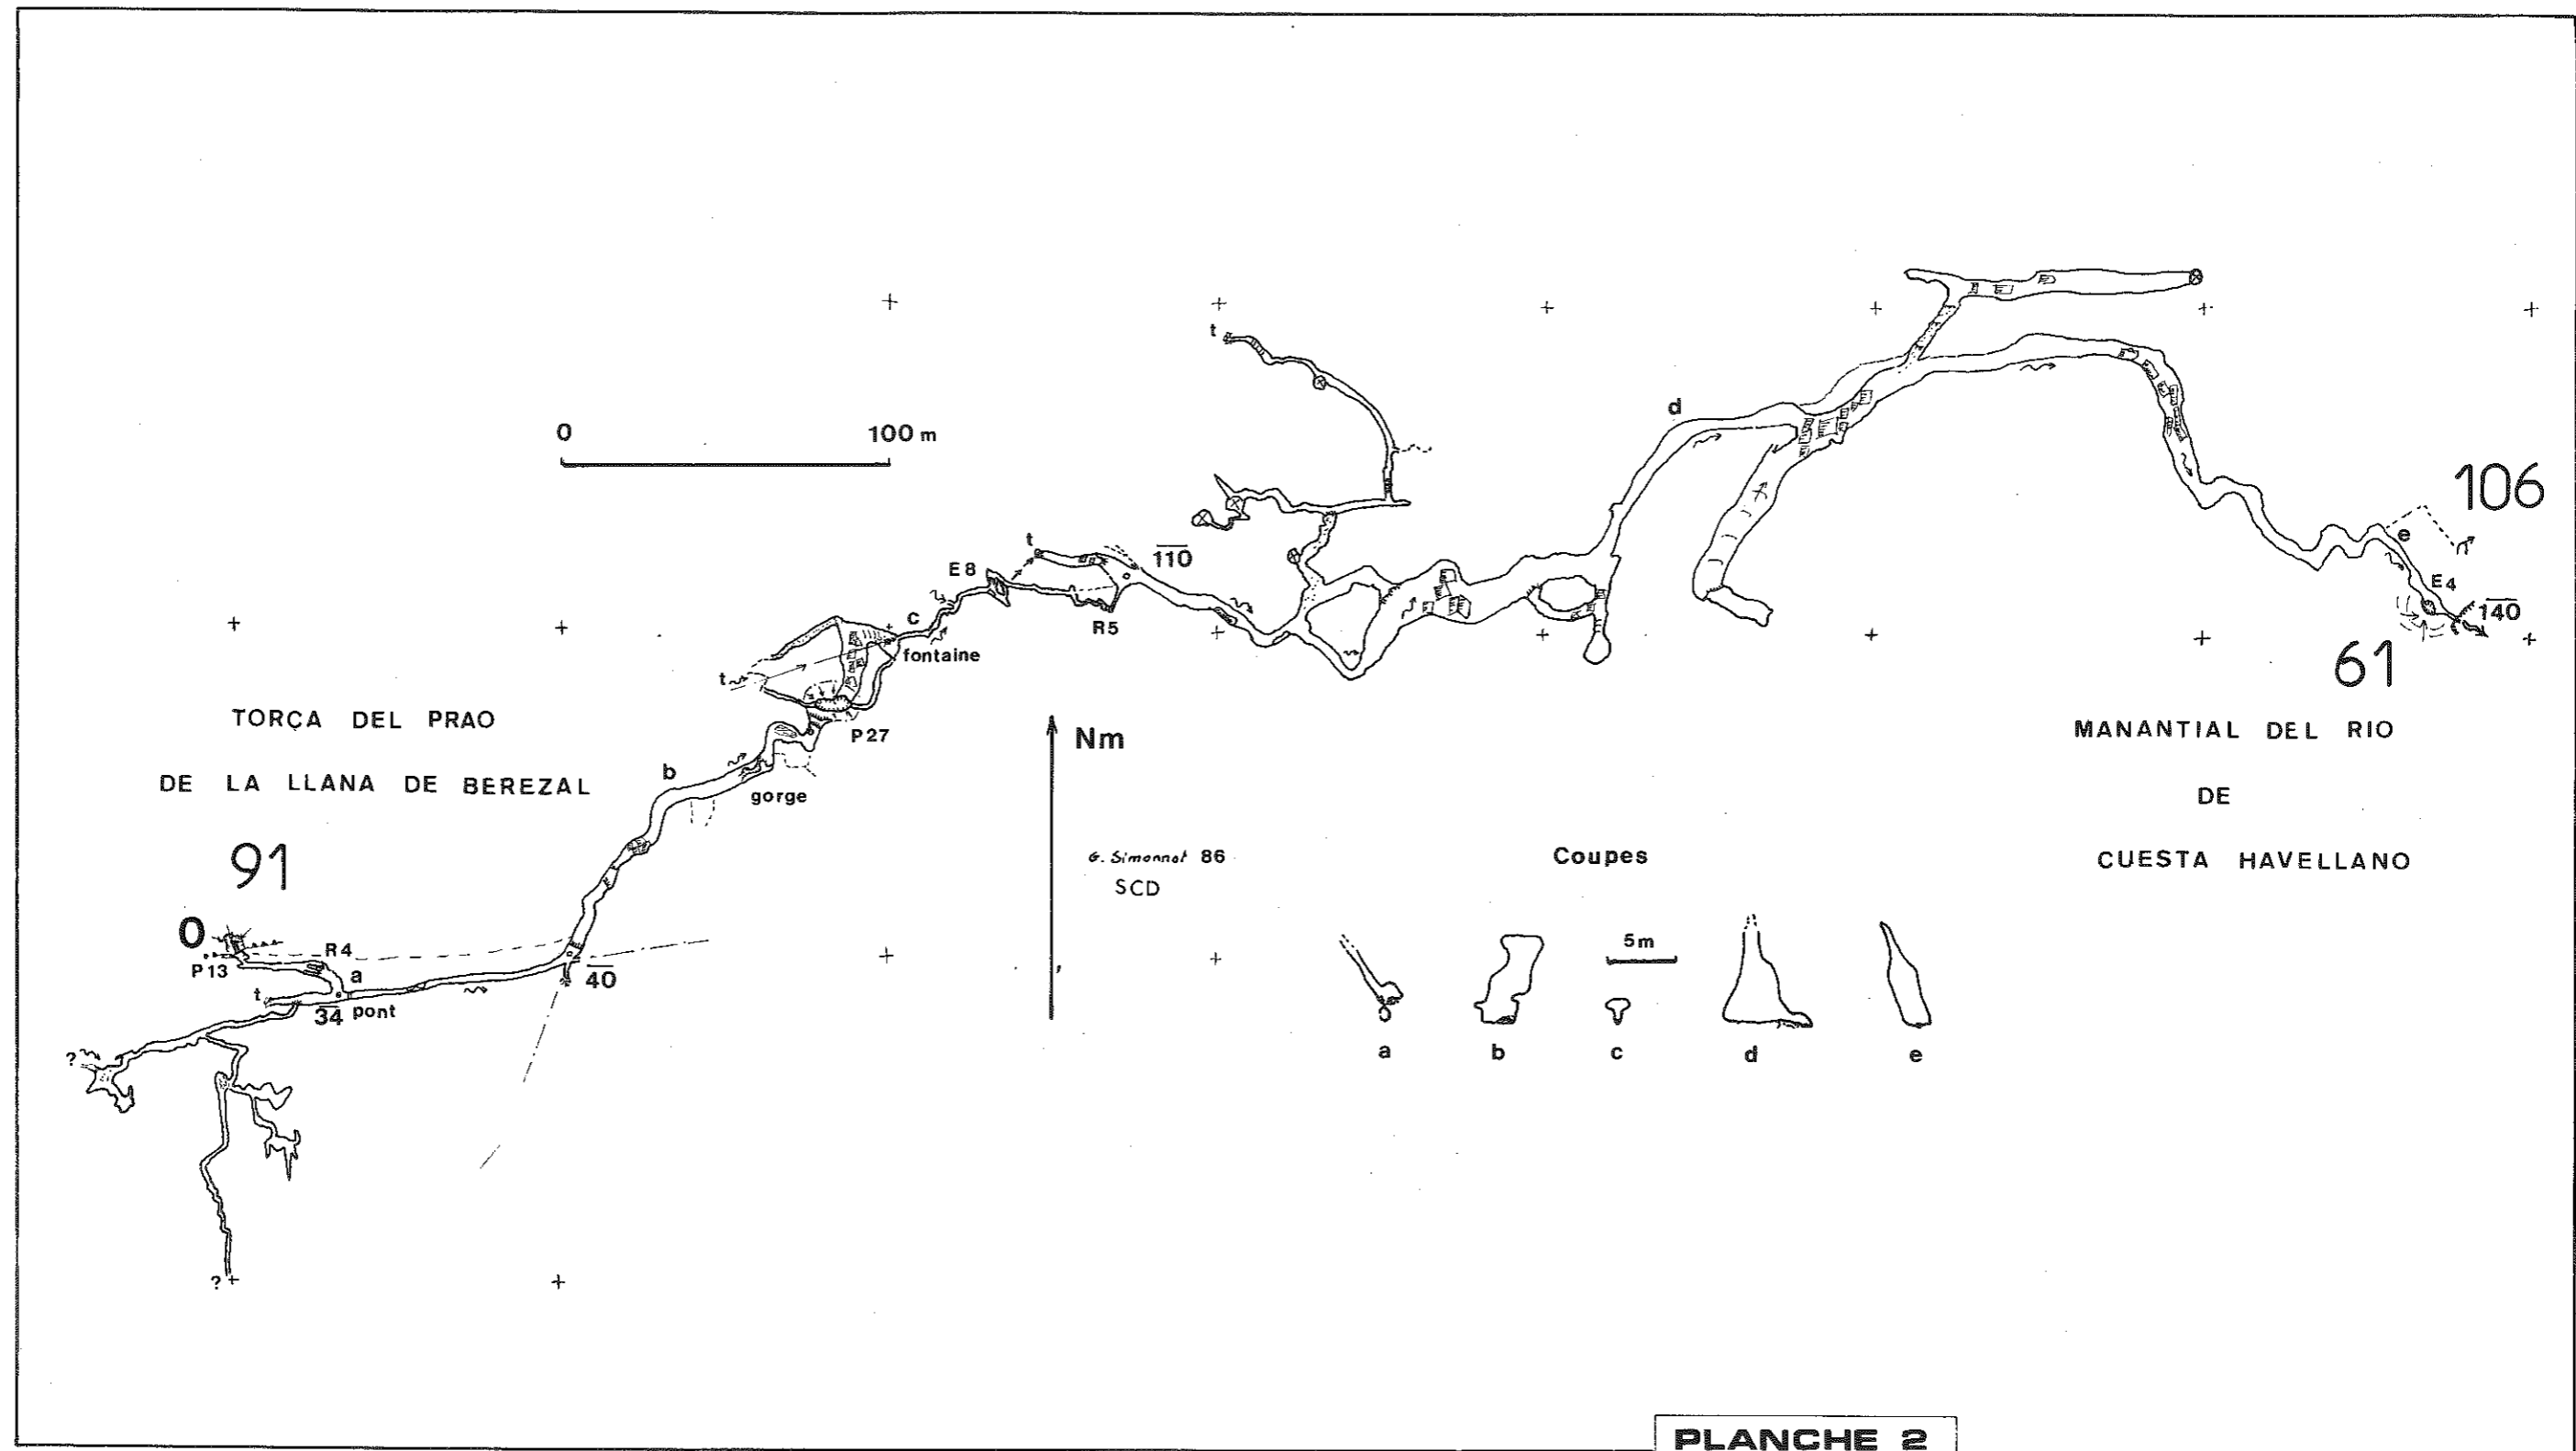 t
d
0 100 m
106
110
t
E8
e
E4
R5
140
c
fontaine
61
t
TORÇA DEL PRAO
P27
Nm
MANANTIAL DEL RIO
b
DE LA LLANA DE BEREZAL
gorge
DE
91
G. Simonnot 86
Coupes
CUESTA HAVELLANO
SCD
0
R4
5m
P13
a
40
t
34 pont
?
a b c d e
?
PLANCHE 2